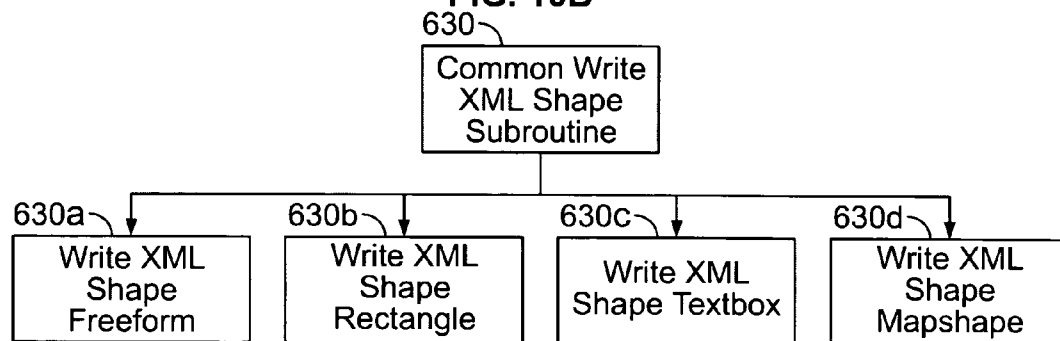 630
Common Write
XML Shape
Subroutine
630a
Write XML
Shape
Freeform
630b
Write XML
Shape
Rectangle
630c
Write XML
Shape Textbox
630d
Write XML
Shape
Mapshape